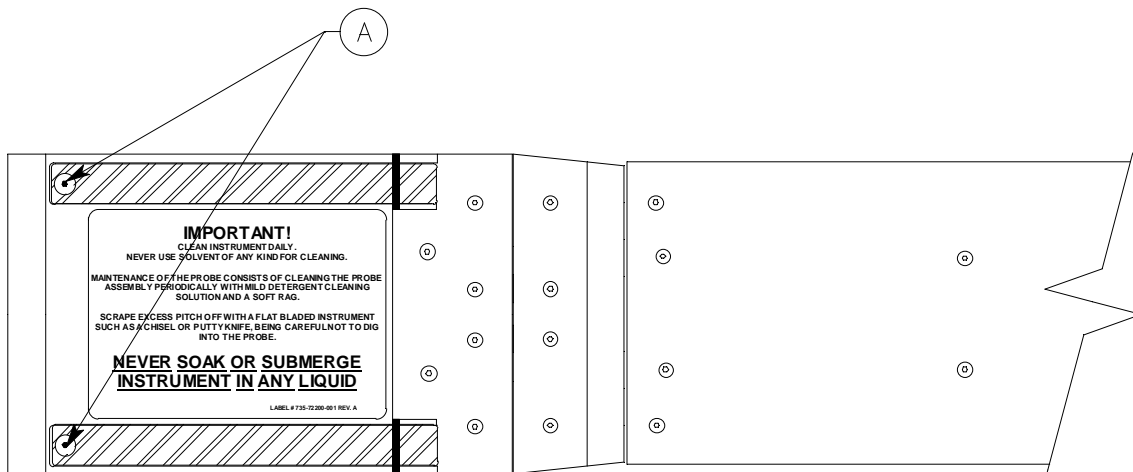 A
IMPORTANT!
CLEAN INSTRUMENT DAILY.
NEVER USE SOLVENT OF ANY KIND FOR CLEANING.
MAINTENANCE OF THE PROBE CONSISTS OF CLEANING THE PROBE
ASSEMBLY PERIODICALLY WITH MILD DETERGENT CLEANING
SOLUTION AND A SOFT RAG.
SCRAPE EXCESS PITCH OFF WITH A FLAT BLADED INSTRUMENT
SUCH AS A CHISEL OR PUTTY KNIFE, BEING CAREFUL NOT TO DIG
INTO THE PROBE.
NEVER SOAK OR SUBMERGE
INSTRUMENT IN ANY LIQUID
LABEL # 735-72200-001 REV. A